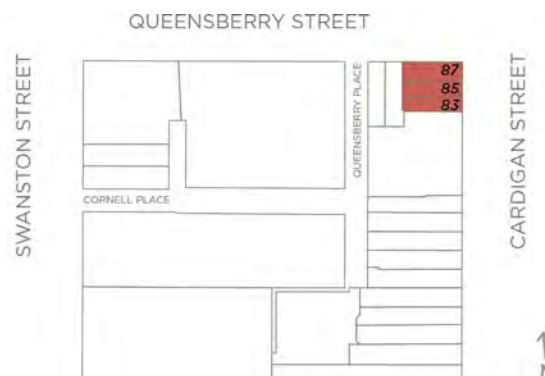 QUEENSBERRY STREET
SWANSTON STREET
QUEENSBERRY PLACE
87
85
83
CARDIGAN STREET
CORNELL PLACE